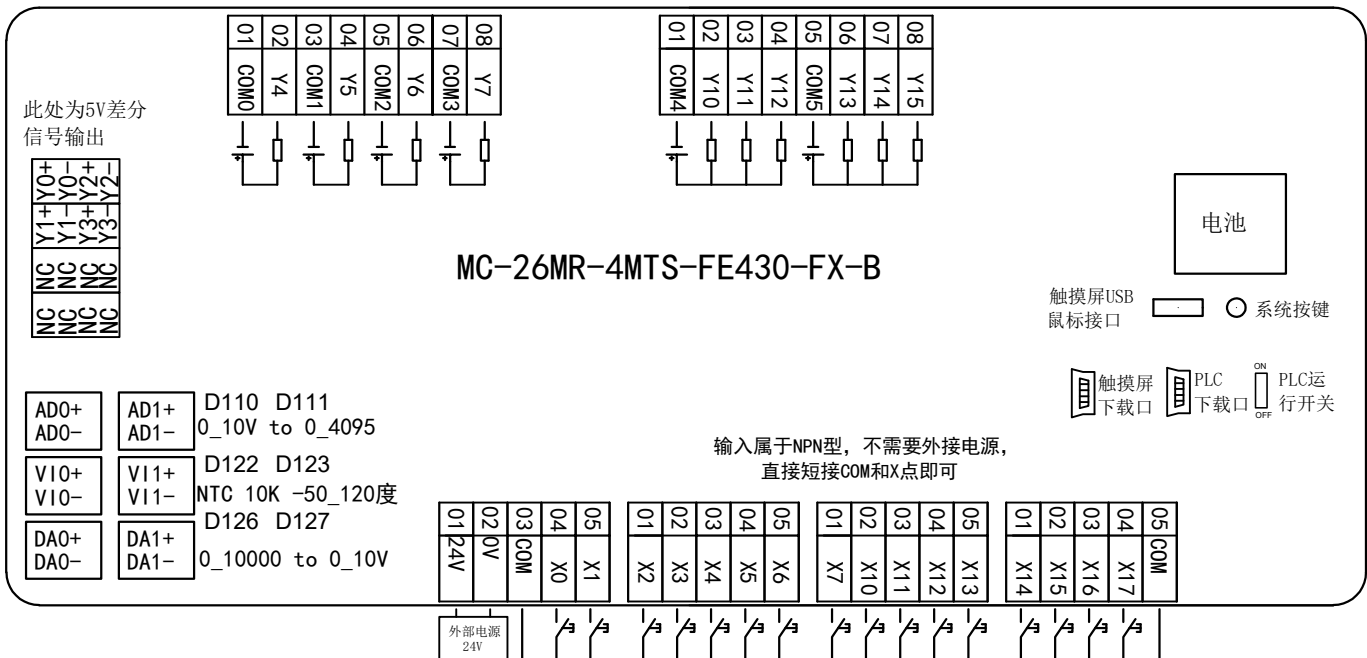 01 02 03 04 05 06 07 08
COM0 Y4 COM1 Y5 COM2 Y6 COM3 Y7
01 02 03 04 05 06 07 08
COM4 Y10 Y11 Y12 COM5 Y13 Y14 Y15
此处为5V差分
信号输出
Y0+ Y0- Y2+ Y2-
Y1+ Y1- Y3+ Y3-
NC NC NC NC
NC NC NC NC
MC-26MR-4MTS-FE430-FX-B
电池
触摸屏USB
鼠标接口
系统按键
触摸屏
下载口
PLC
下载口
ON
OFF
PLC运
行开关
AD0+
AD0-
AD1+
AD1-
D110 D111
0_10V to 0_4095
VI0+
VI0-
VI1+
VI1-
D122 D123
NTC 10K -50_120度
DA0+
DA0-
DA1+
DA1-
D126 D127
0_10000 to 0_10V
输入属于NPN型，不需要外接电源，
直接短接COM和X点即可
01 02 03 04 05
24V 0V COM X0 X1
01 02 03 04 05
X2 X3 X4 X5 X6
01 02 03 04 05
X7 X10 X11 X12 X13
01 02 03 04 05
X14 X15 X16 X17 COM
外部电源
24V